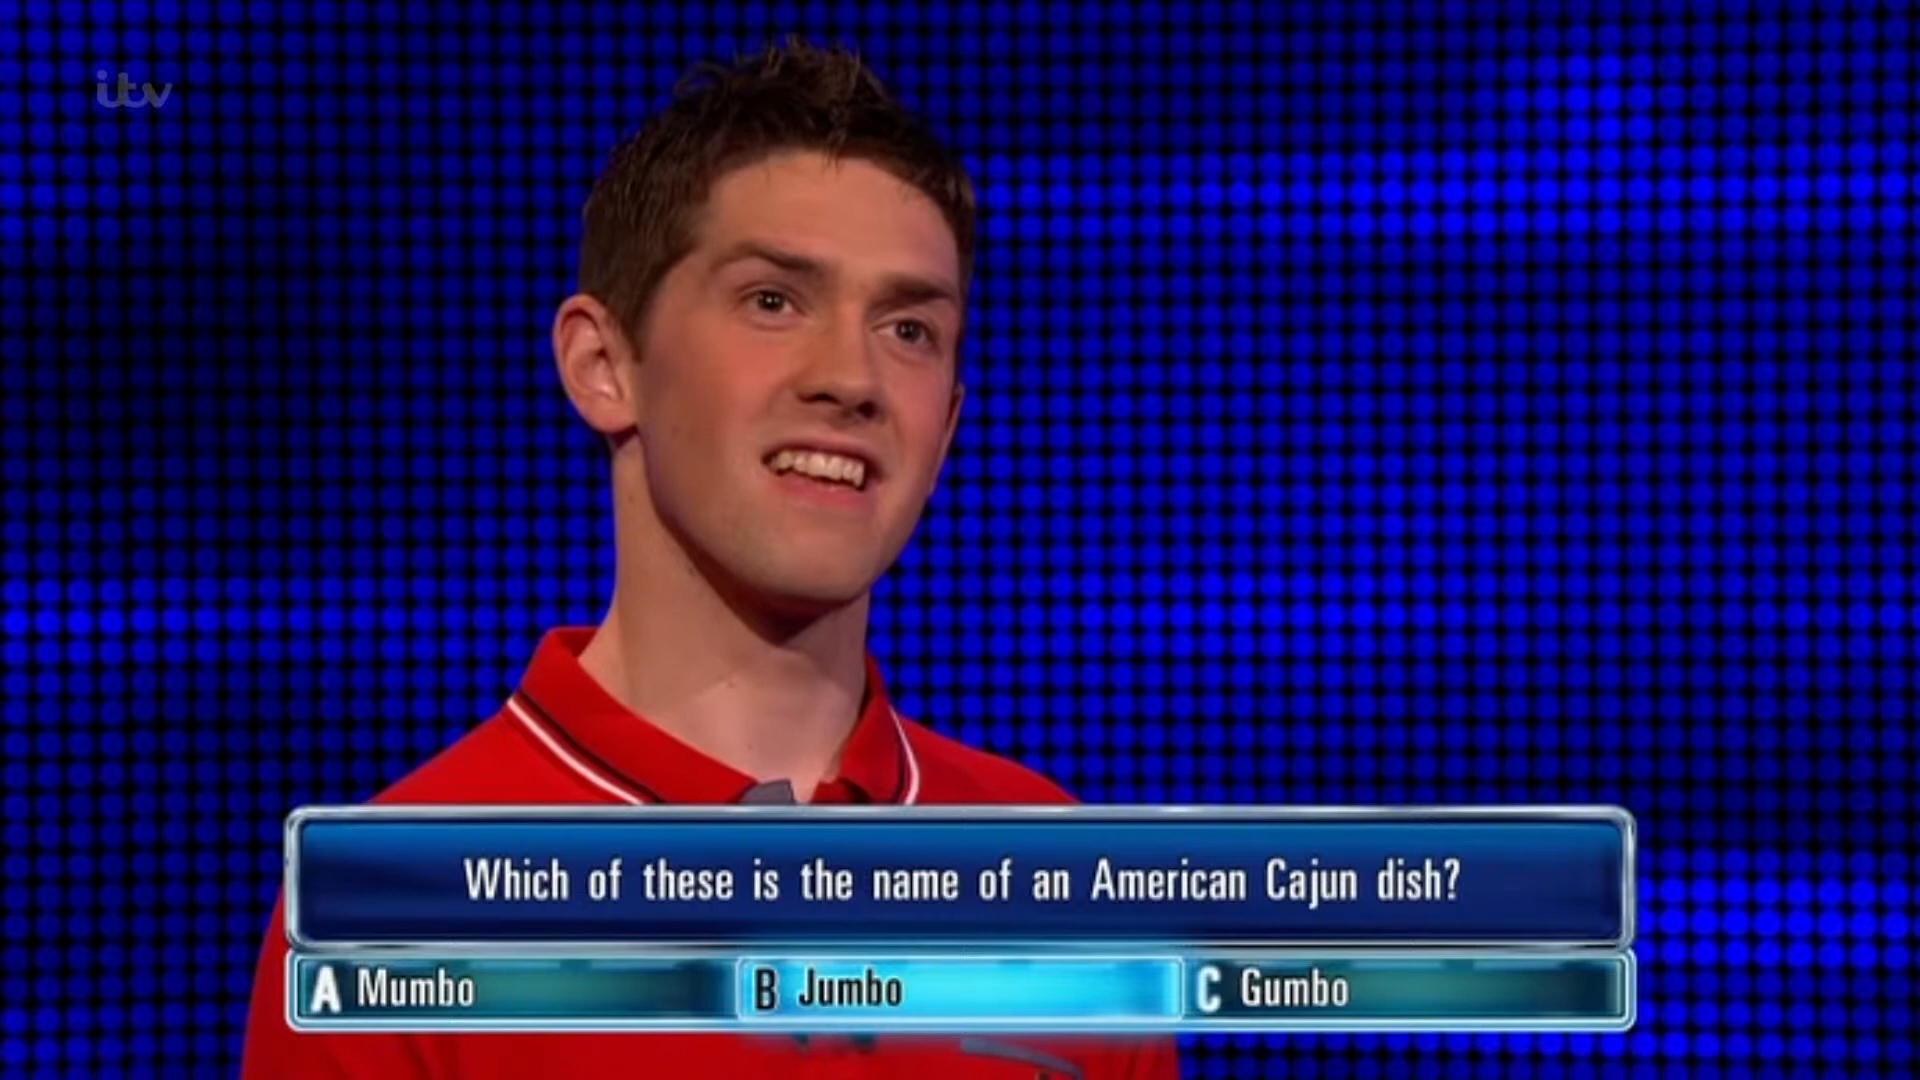 itv
Which of these is the name of an American Cajun dish?
A Mumbo
B Jumbo
C Gumbo